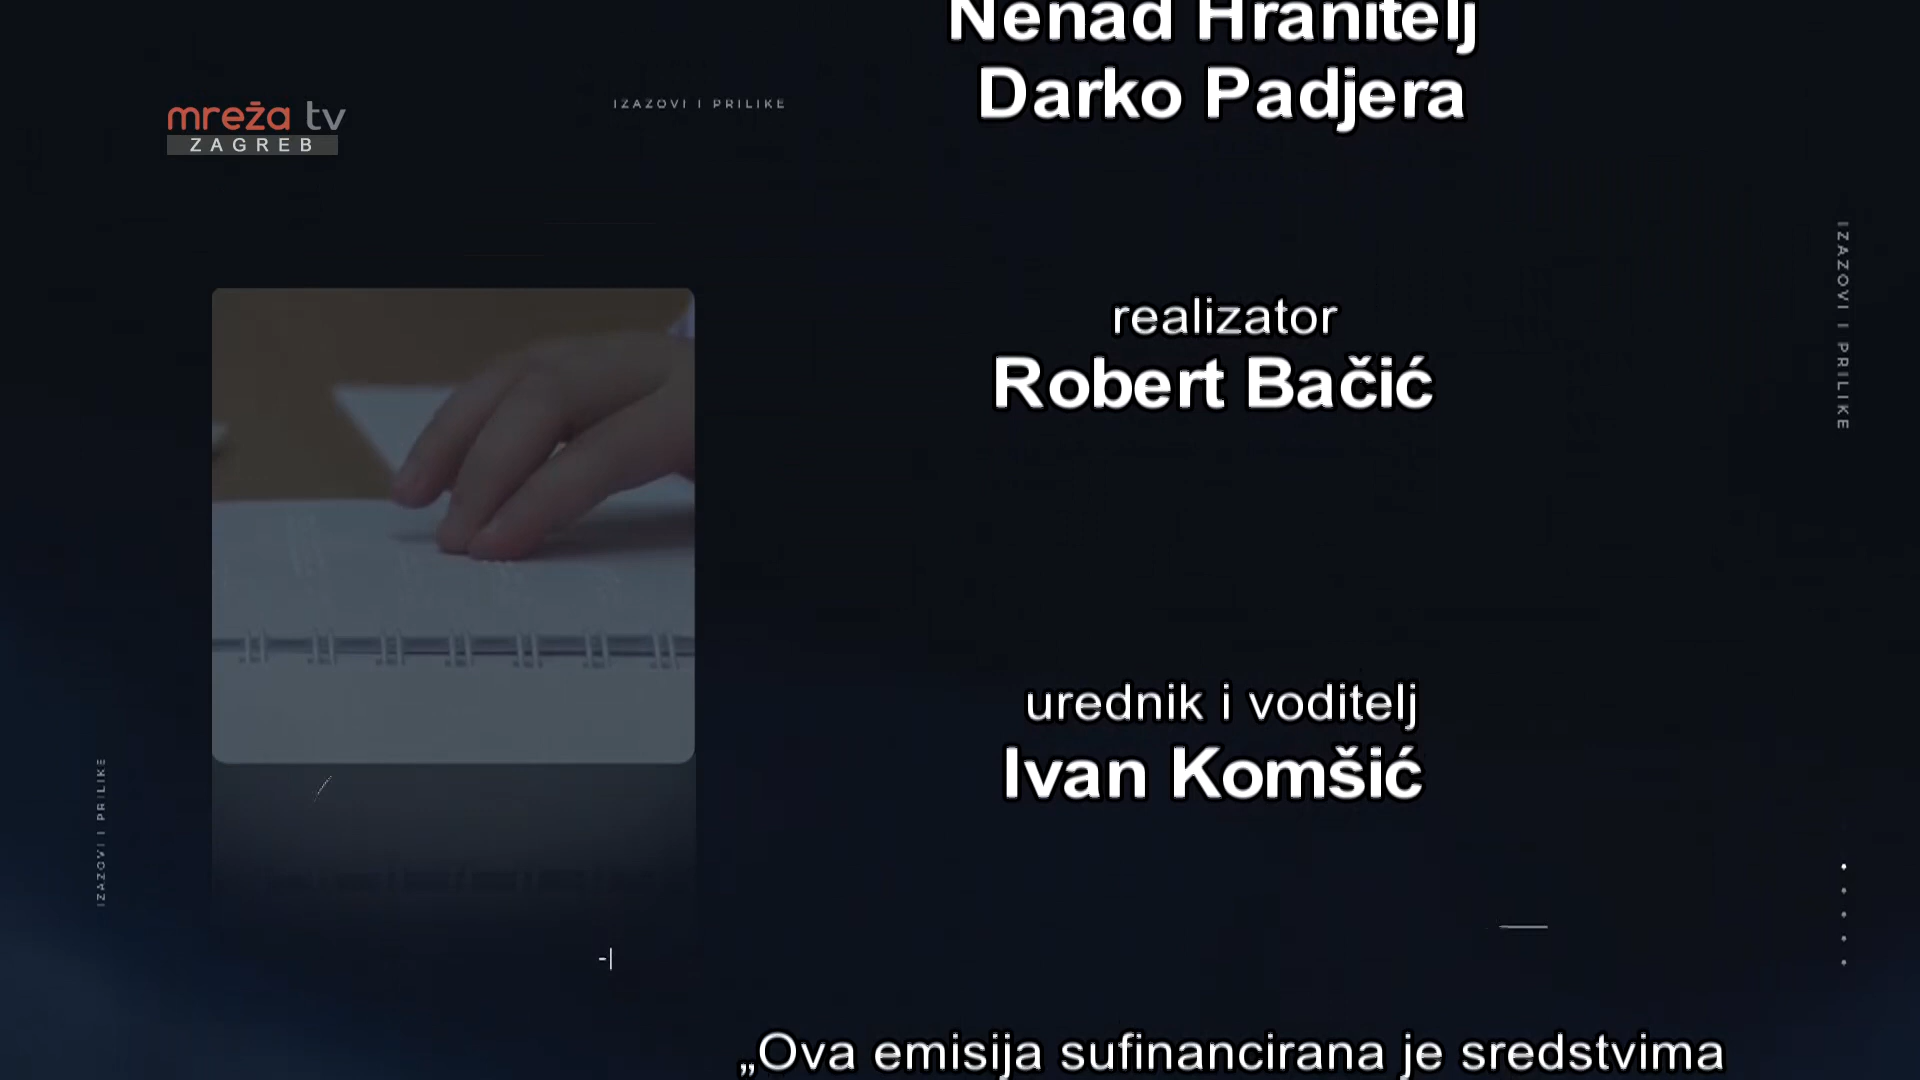 Nenad Hranitelj
Darko Padjera
mreža tv
ZAGREB
IZAZOVI I PRILIKE
IZAZOVI I PRILIKE
realizator
Robert Bačić
urednik i voditelj
Ivan Komšić
IZAZOVI I PRILIKE
„Ova emisija sufinancirana je sredstvima